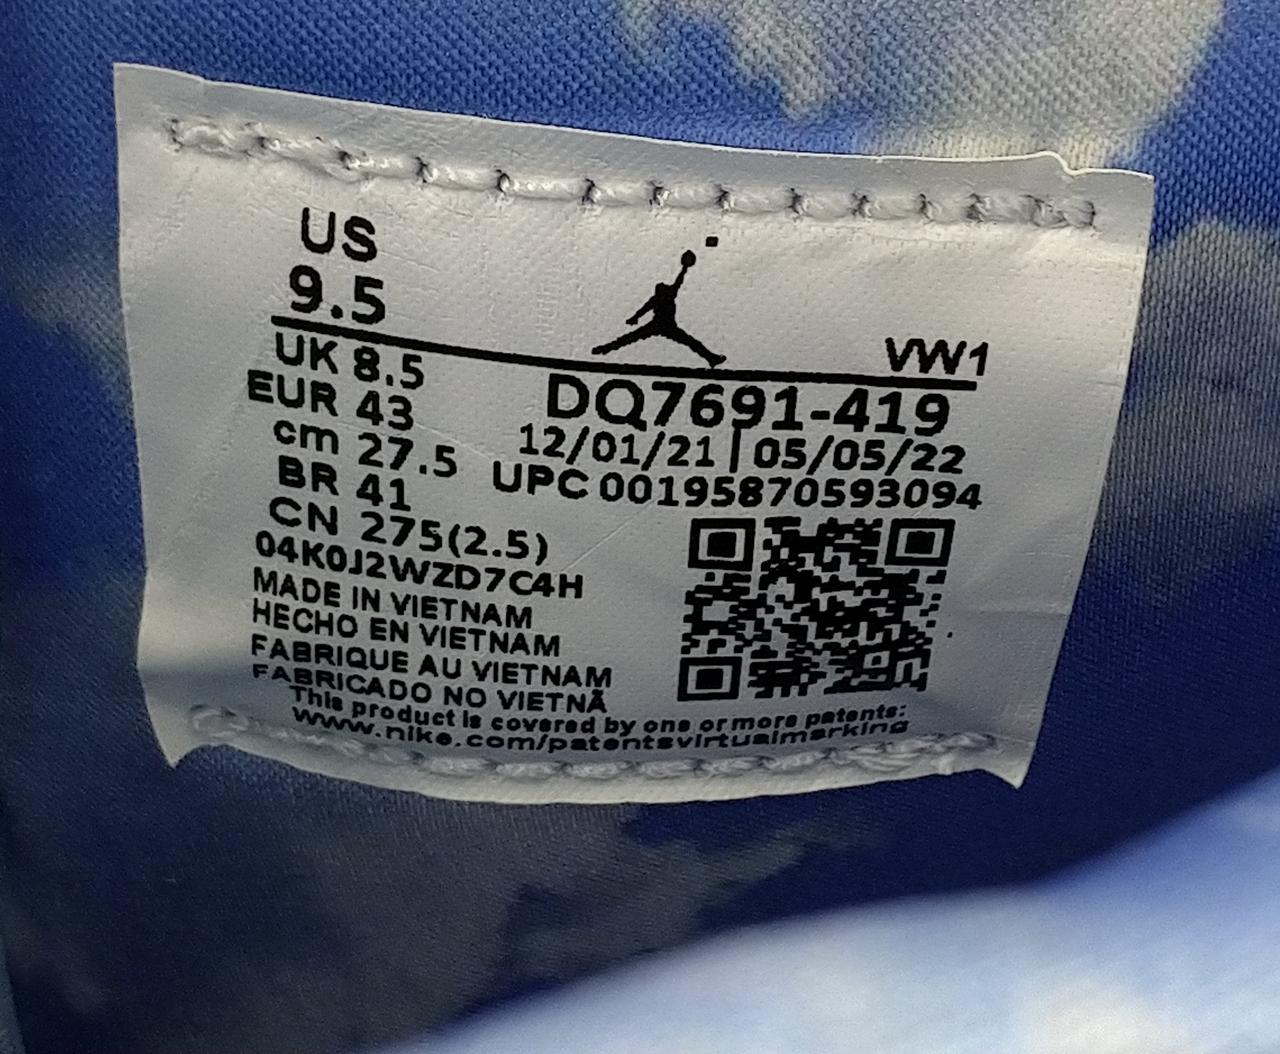 US
9.5
VW1
UK 8.5
DQ7691-419
EUR 43
12/01/21 | 05/05/22
cm 27.5
UPC 00195870593094
BR 41
CN 275(2.5)
04K0J2WZD7C4H
MADE IN VIETNAM
HECHO EN VIETNAM
FABRIQUE AU VIETNAM
FABRICADO NO VIETNÃ
This product is covered by one or more patents:
www.nike.com/patentsvirtualmarking